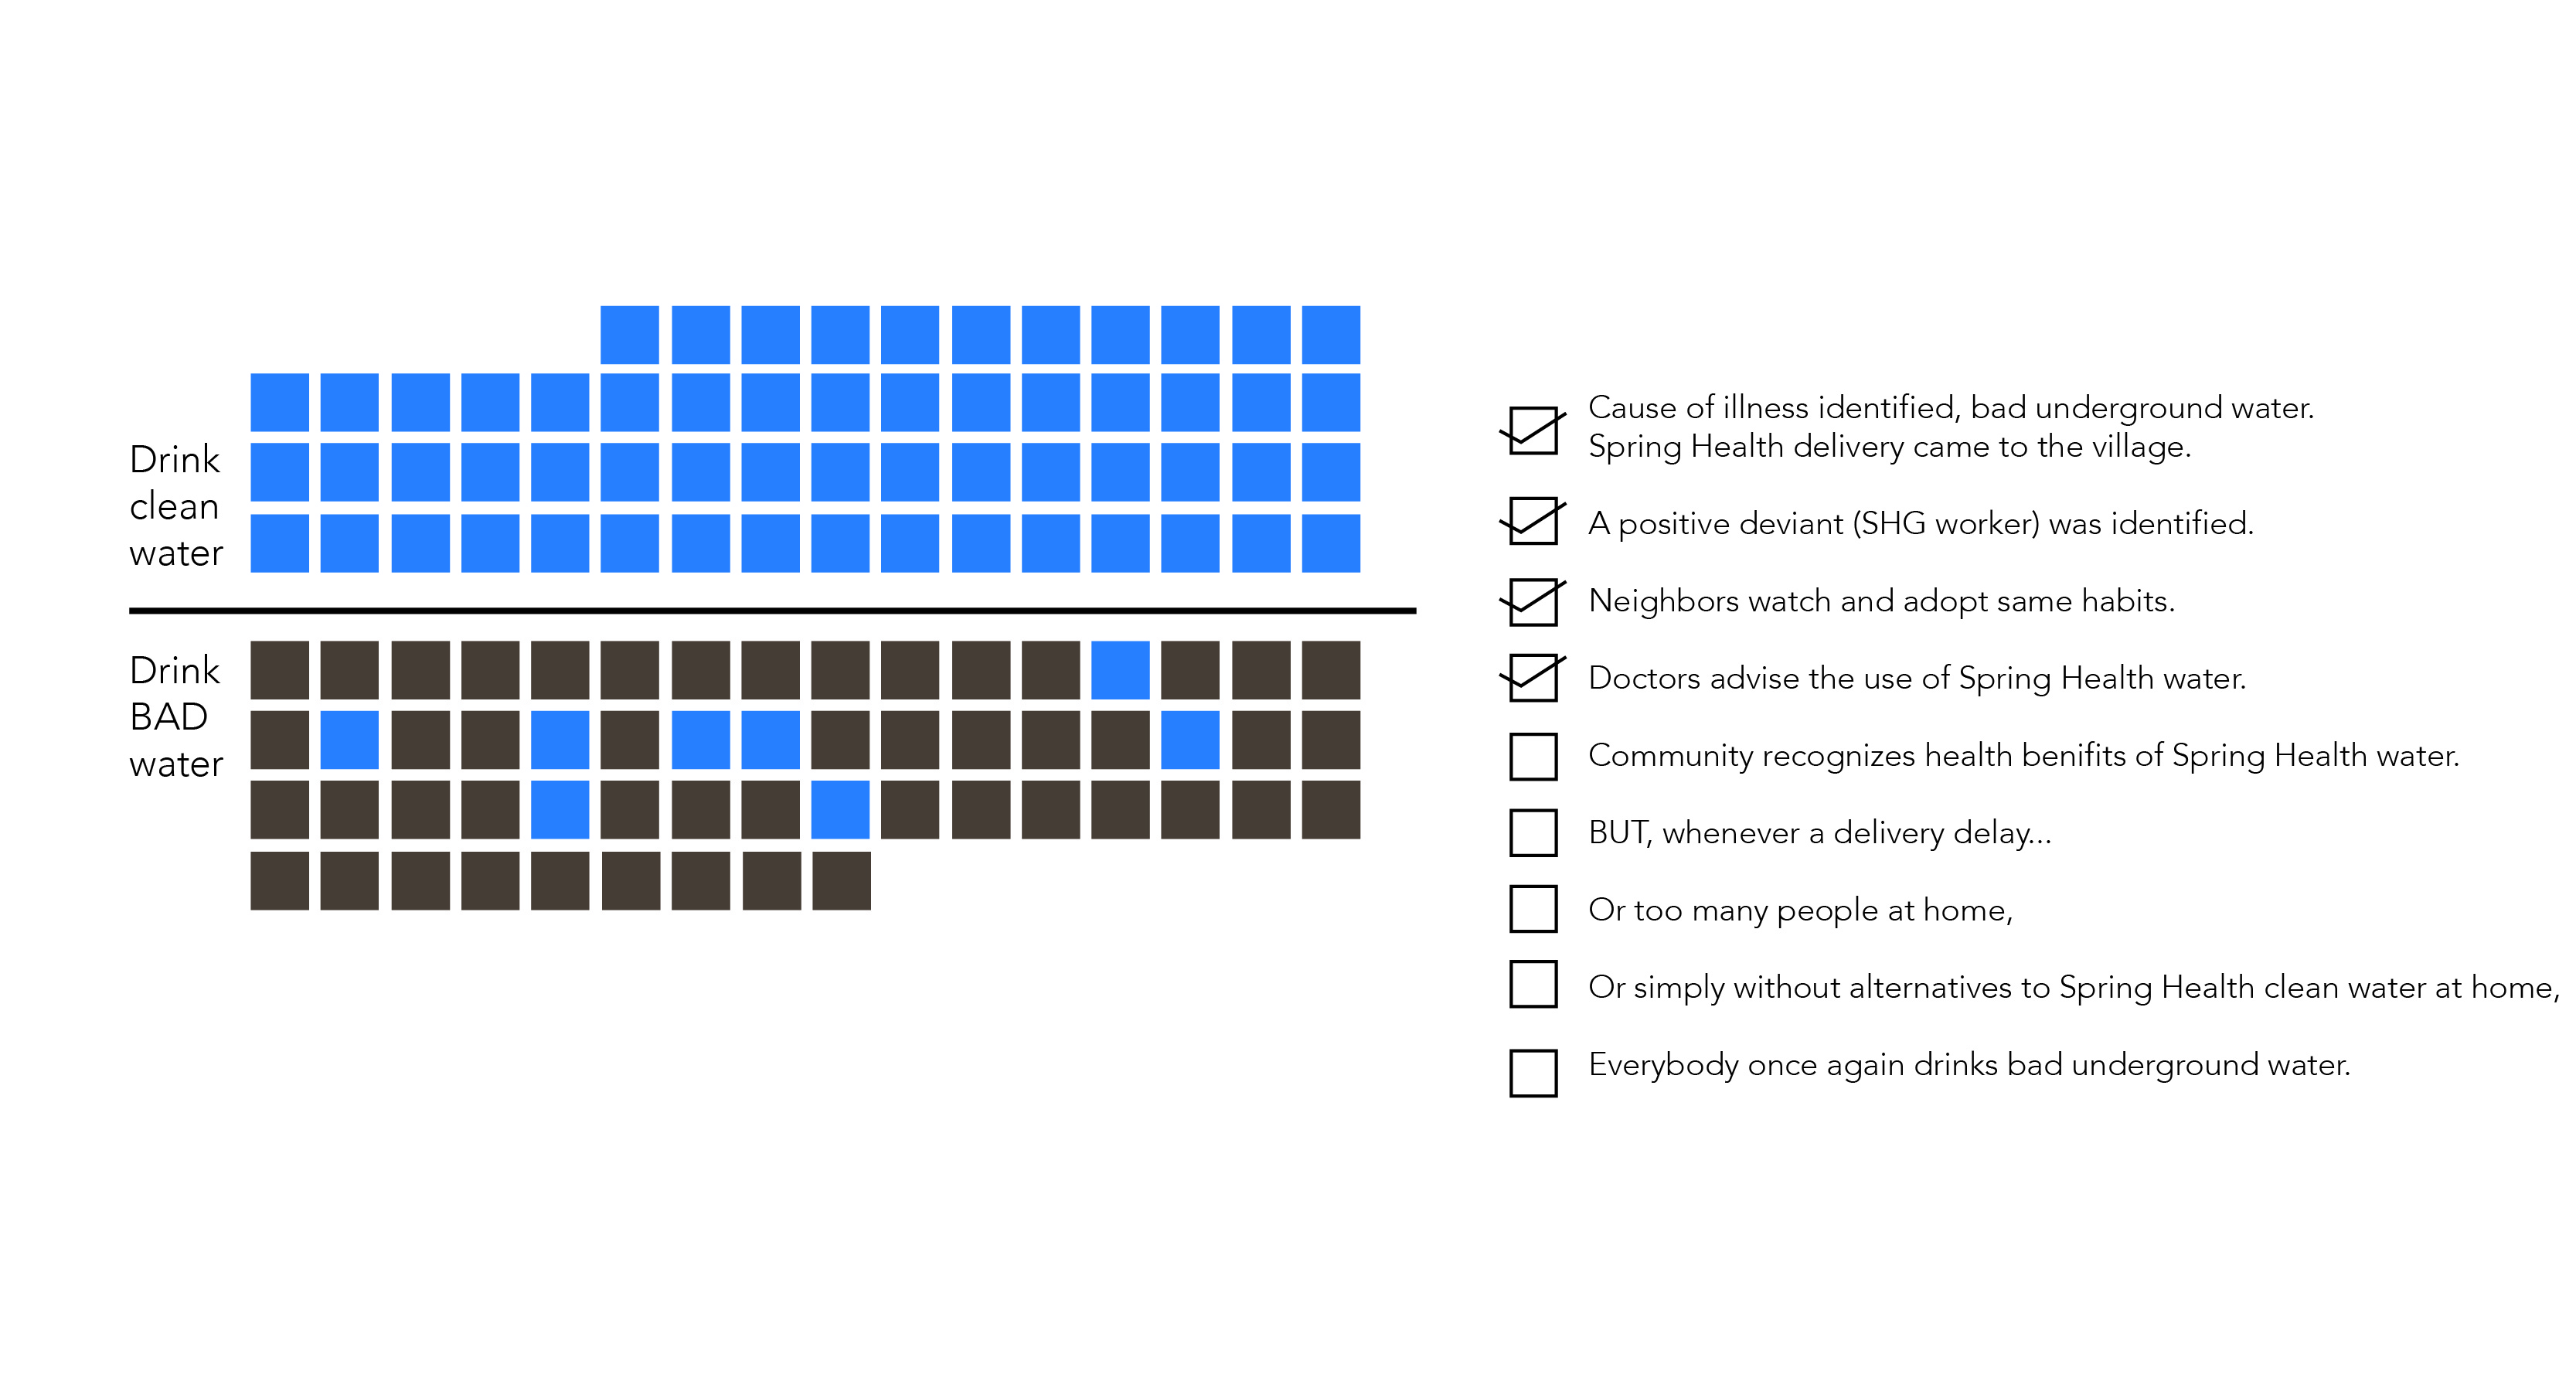 Drink
clean
water
Drink
BAD
water
Cause of illness identified, bad underground water.
Spring Health delivery came to the village.
A positive deviant (SHG worker) was identified.
Neighbors watch and adopt same habits.
Doctors advise the use of Spring Health water.
Community recognizes health benifits of Spring Health water.
BUT, whenever a delivery delay...
Or too many people at home,
Or simply without alternatives to Spring Health clean water at home,
Everybody once again drinks bad underground water.